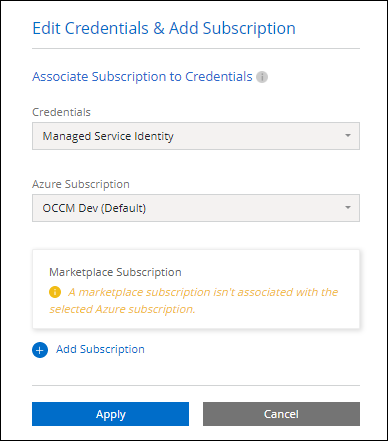 Edit Credentials & Add Subscription
Associate Subscription to Credentials i
Credentials
Managed Service Identity
Azure Subscription
OCCM Dev (Default)
Marketplace Subscription
i A marketplace subscription isn't associated with the
selected Azure subscription.
+ Add Subscription
Apply Cancel